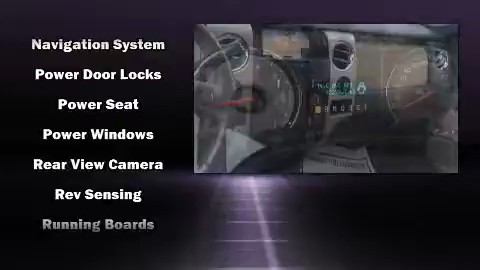 Navigation System
Power Door Locks
Power Seat
Power Windows
Rear View Camera
Rev Sensing
Running Boards